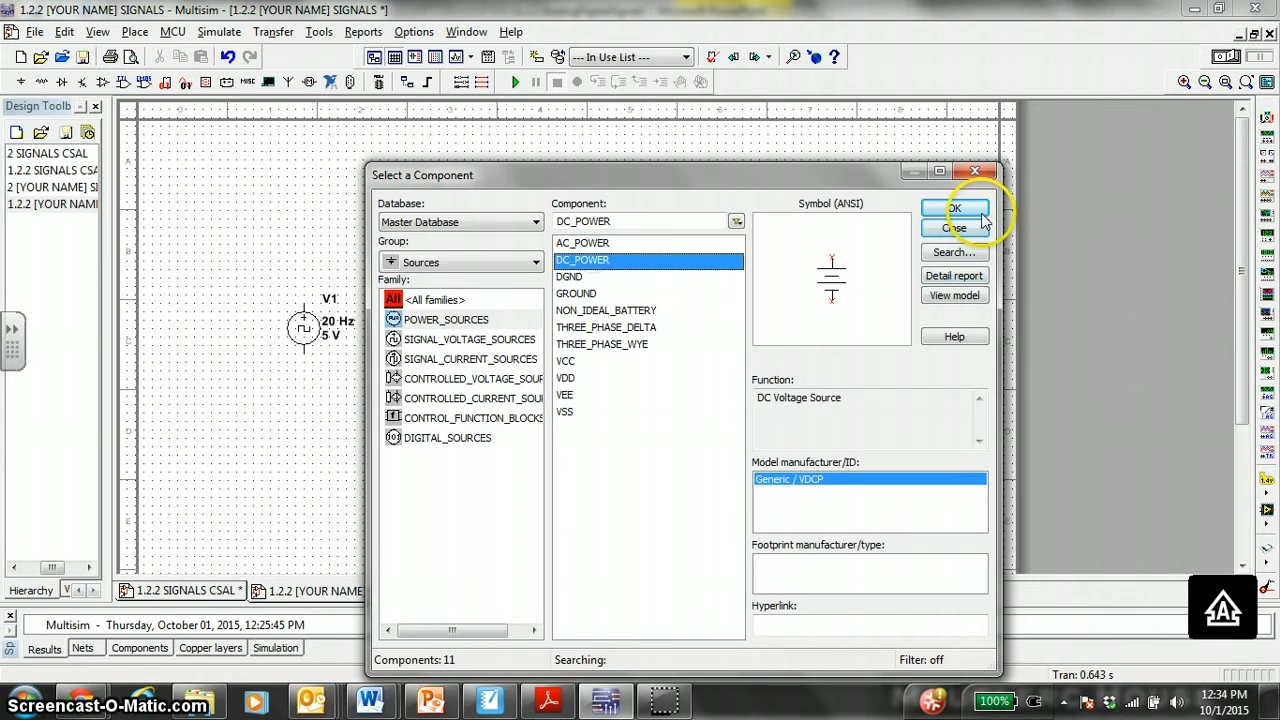 1.2.2 [YOUR NAME] SIGNALS - Multisim - [1.2.2 [YOUR NAME] SIGNALS *]
File Edit View Place MCU Simulate Transfer Tools Reports Options Window Help
--- In Use List ---
Design Toolb
2 SIGNALS CSAL
1.2.2 SIGNALS CSAL
2 [YOUR NAME] SI
1.2.2 [YOUR NAME] S
Hierarchy V
V1
20 Hz
5 V
Select a Component
Database:
Master Database
Group:
Sources
Family:
All <All families>
POWER_SOURCES
SIGNAL_VOLTAGE_SOURCES
SIGNAL_CURRENT_SOURCES
CONTROLLED_VOLTAGE_SOUR
CONTROLLED_CURRENT_SOUR
CONTROL_FUNCTION_BLOCKS
DIGITAL_SOURCES
Component:
DC_POWER
AC_POWER
DC_POWER
DGND
GROUND
NON_IDEAL_BATTERY
THREE_PHASE_DELTA
THREE_PHASE_WYE
VCC
VDD
VEE
VSS
Symbol (ANSI)
OK
Close
Search...
Detail report
View model
Help
Function:
DC Voltage Source
Model manufacturer/ID:
Generic / VDCP
Footprint manufacturer/type:
Hyperlink:
Components: 11 Searching: Filter: off
1.2.2 SIGNALS CSAL * 1.2.2 [YOUR NAME
Multisim - Thursday, October 01, 2015, 12:25:45 PM
Results Nets Components Copper layers Simulation
Tran: 0.643 s
100%
12:34 PM
10/1/2015
Screencast-O-Matic.com